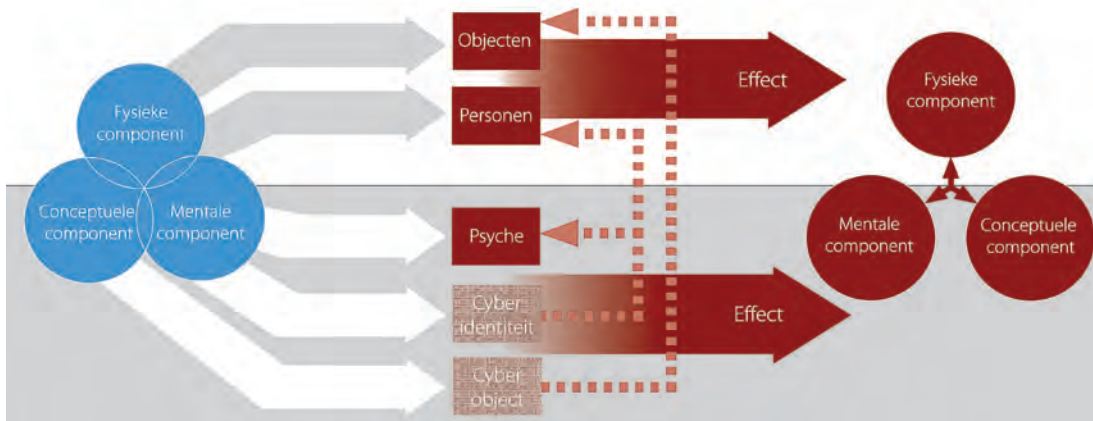 Fysieke
component
Conceptuele
component
Mentale
component
Objecten
Personen
Psyche
Cyber
identiteit
Cyber
object
Effect
Effect
Fysieke
component
Mentale
component
Conceptuele
component